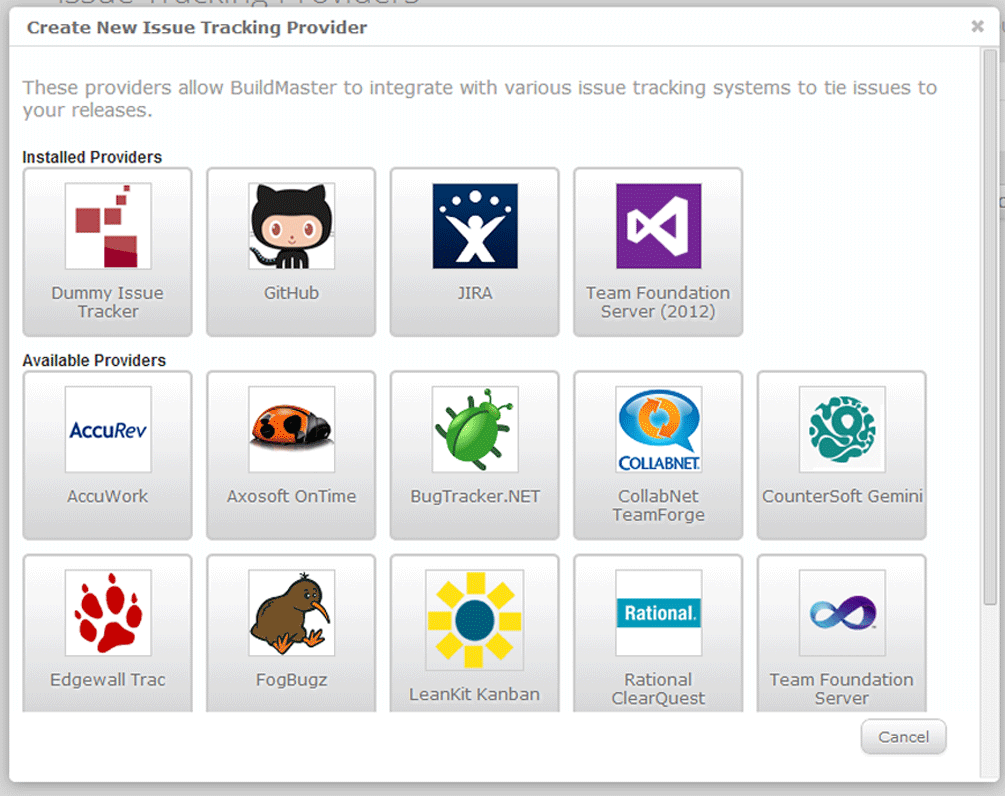 Issue Tracking Providers
Create New Issue Tracking Provider
These providers allow BuildMaster to integrate with various issue tracking systems to tie issues to
your releases.
Installed Providers
Dummy Issue
Tracker
GitHub
JIRA
Team Foundation
Server (2012)
Available Providers
AccuRev
AccuWork
Axosoft OnTime
BugTracker.NET
COLLABNET
CollabNet
TeamForge
CounterSoft Gemini
Edgewall Trac
FogBugz
LeanKit Kanban
Rational.
Rational
ClearQuest
Team Foundation
Server
Cancel